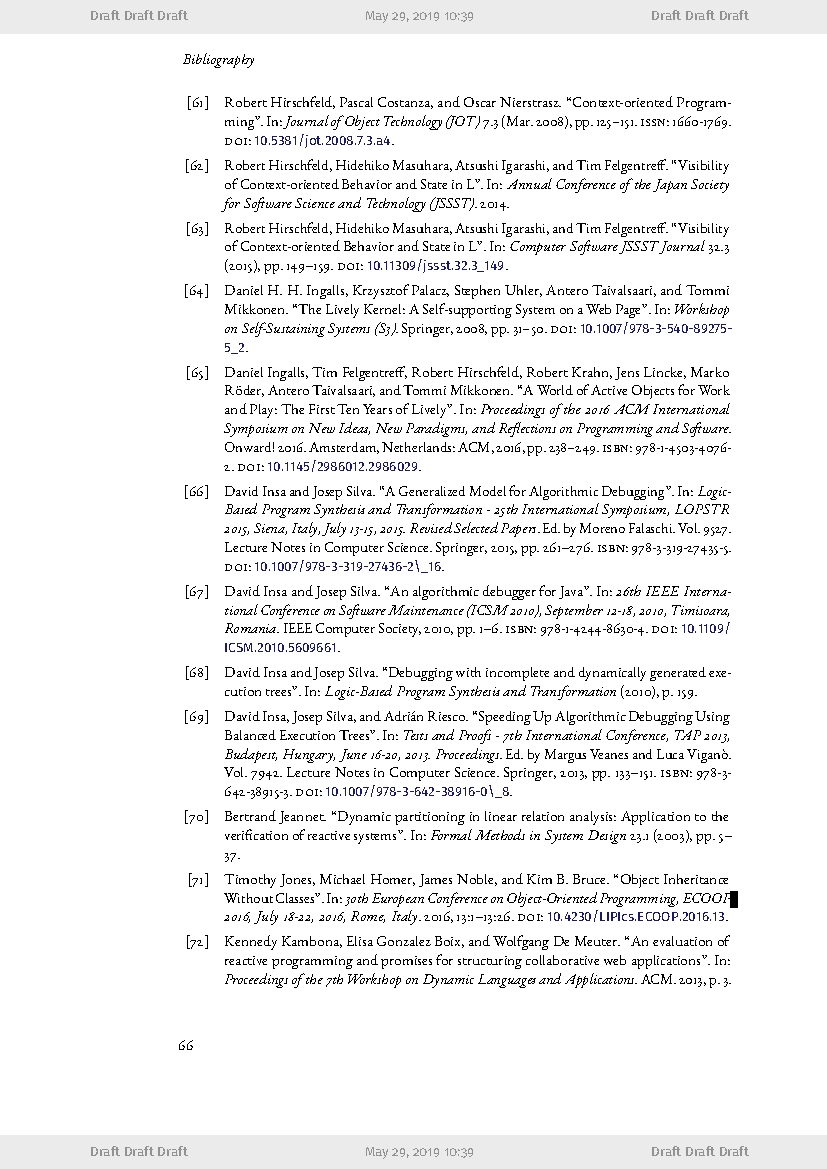 Draft Draft Draft May 29, 2019 10:39 Draft Draft Draft
Bibliography
[61] Robert Hirschfeld, Pascal Costanza, and Oscar Nierstrasz. “Context-oriented Program-
ming”. In: Journal of Object Technology (JOT) 7.3 (Mar. 2008), pp. 125–151. ISSN: 1660-1769.
DOI: 10.5381/jot.2008.7.3.a4.
[62] Robert Hirschfeld, Hidehiko Masuhara, Atsushi Igarashi, and Tim Felgentreff. “Visibility
of Context-oriented Behavior and State in L”. In: Annual Conference of the Japan Society
for Software Science and Technology (JSSST). 2014.
[63] Robert Hirschfeld, Hidehiko Masuhara, Atsushi Igarashi, and Tim Felgentreff. “Visibility
of Context-oriented Behavior and State in L”. In: Computer Software JSSST Journal 32.3
(2015), pp. 149–159. DOI: 10.11309/jssst.32.3_149.
[64] Daniel H. H. Ingalls, Krzysztof Palacz, Stephen Uhler, Antero Taivalsaari, and Tommi
Mikkonen. “The Lively Kernel: A Self-supporting System on a Web Page”. In: Workshop
on Self-Sustaining Systems (S3). Springer, 2008, pp. 31–50. DOI: 10.1007/978-3-540-89275-
5_2.
[65] Daniel Ingalls, Tim Felgentreff, Robert Hirschfeld, Robert Krahn, Jens Lincke, Marko
Röder, Antero Taivalsaari, and Tommi Mikkonen. “A World of Active Objects for Work
and Play: The First Ten Years of Lively”. In: Proceedings of the 2016 ACM International
Symposium on New Ideas, New Paradigms, and Reflections on Programming and Software.
Onward! 2016. Amsterdam, Netherlands: ACM, 2016, pp. 238–249. ISBN: 978-1-4503-4076-
2. DOI: 10.1145/2986012.2986029.
[66] David Insa and Josep Silva. “A Generalized Model for Algorithmic Debugging”. In: Logic-
Based Program Synthesis and Transformation - 25th International Symposium, LOPSTR
2015, Siena, Italy, July 13-15, 2015. Revised Selected Papers. Ed. by Moreno Falaschi. Vol. 9527.
Lecture Notes in Computer Science. Springer, 2015, pp. 261–276. ISBN: 978-3-319-27435-5.
DOI: 10.1007/978-3-319-27436-2\_16.
[67] David Insa and Josep Silva. “An algorithmic debugger for Java”. In: 26th IEEE Interna-
tional Conference on Software Maintenance (ICSM 2010), September 12-18, 2010, Timisoara,
Romania. IEEE Computer Society, 2010, pp. 1–6. ISBN: 978-1-4244-8630-4. DOI: 10.1109/
ICSM.2010.5609661.
[68] David Insa and Josep Silva. “Debugging with incomplete and dynamically generated exe-
cution trees”. In: Logic-Based Program Synthesis and Transformation (2010), p. 159.
[69] David Insa, Josep Silva, and Adrián Riesco. “Speeding Up Algorithmic Debugging Using
Balanced Execution Trees”. In: Tests and Proofs - 7th International Conference, TAP 2013,
Budapest, Hungary, June 16-20, 2013. Proceedings. Ed. by Margus Veanes and Luca Viganò.
Vol. 7942. Lecture Notes in Computer Science. Springer, 2013, pp. 133–151. ISBN: 978-3-
642-38915-3. DOI: 10.1007/978-3-642-38916-0\_8.
[70] Bertrand Jeannet. “Dynamic partitioning in linear relation analysis: Application to the
verification of reactive systems”. In: Formal Methods in System Design 23.1 (2003), pp. 5–
37.
[71] Timothy Jones, Michael Homer, James Noble, and Kim B. Bruce. “Object Inheritance
Without Classes”. In: 30th European Conference on Object-Oriented Programming, ECOOP
2016, July 18-22, 2016, Rome, Italy. 2016, 13:1–13:26. DOI: 10.4230/LIPIcs.ECOOP.2016.13.
[72] Kennedy Kambona, Elisa Gonzalez Boix, and Wolfgang De Meuter. “An evaluation of
reactive programming and promises for structuring collaborative web applications”. In:
Proceedings of the 7th Workshop on Dynamic Languages and Applications. ACM. 2013, p. 3.
66
Draft Draft Draft May 29, 2019 10:39 Draft Draft Draft